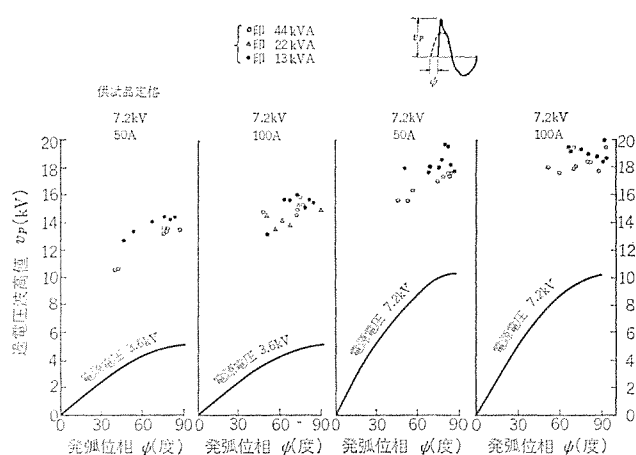 ○印 44kVA
△印 22kVA
●印 13kVA
v_P
ψ
供試品定格
7.2kV 7.2kV 7.2kV 7.2kV
50A 100A 50A 100A
過電圧波高値 v_P(kV)
20 20
18 18
16 16
14 14
12 12
10 10
8 8
6 6
4 4
2 2
0 0
電源電圧 3.6kV
電源電圧 3.6kV
電源電圧 7.2kV
電源電圧 7.2kV
0 30 60 90 0 30 60 90 0 30 60 90 0 30 60 90
発弧位相 ψ(度) 発弧位相 ψ(度) 発弧位相 ψ(度) 発弧位相 ψ(度)